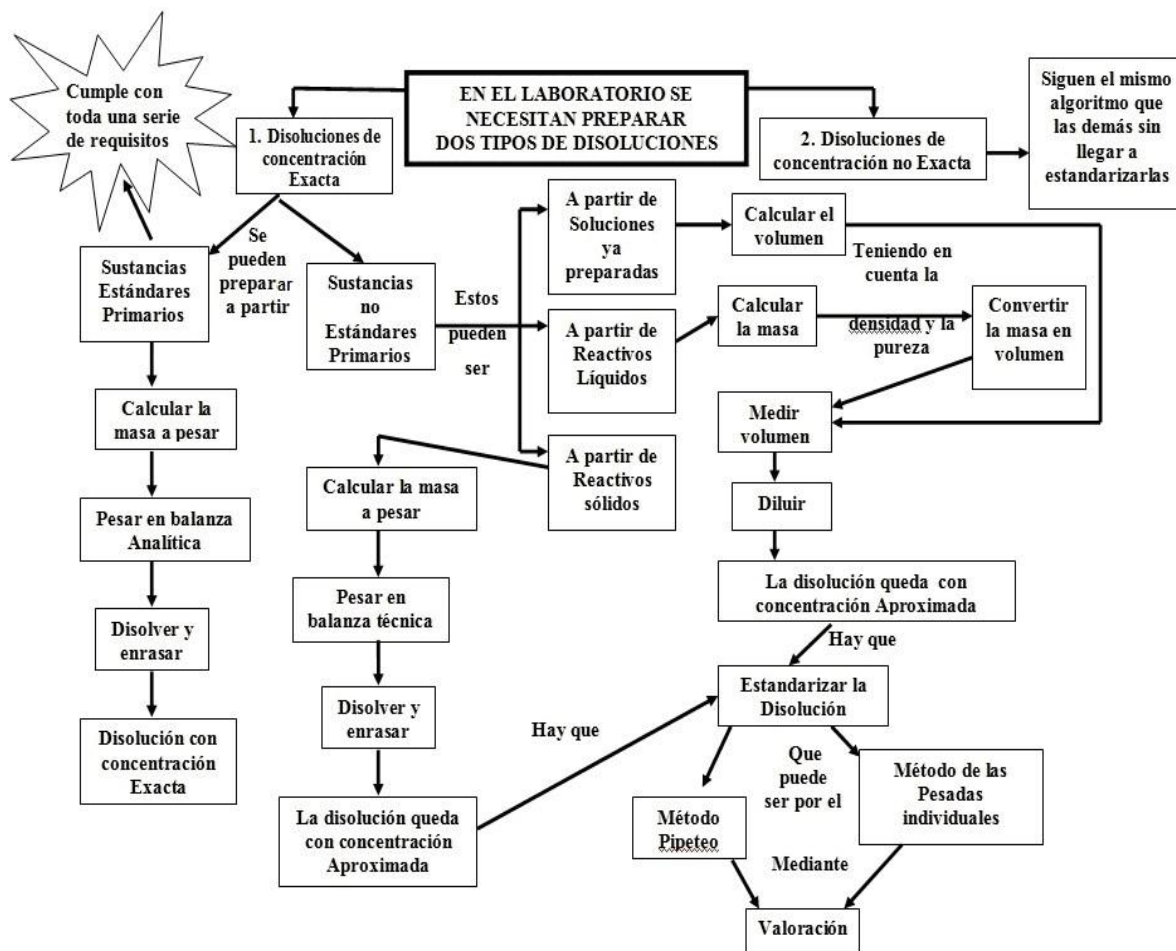 Cumple con
toda una serie
de requisitos
EN EL LABORATORIO SE
NECESITAN PREPARAR
DOS TIPOS DE DISOLUCIONES
1. Disoluciones de
concentración
Exacta
2. Disoluciones de
concentración no Exacta
Siguen el mismo
algoritmo que
las demás sin
llegar a
estandarizarlas
Se
pueden
preparar
a partir
Sustancias
Estándares
Primarios
Calcular la
masa a pesar
Pesar en balanza
Analítica
Disolver y
enrasar
Disolución con
concentración
Exacta
Sustancias
no
Estándares
Primarios
Estos
pueden
ser
A partir de
Soluciones
ya
preparadas
Calcular el
volumen
A partir de
Reactivos
Líquidos
Calcular
la masa
Teniendo en
cuenta la
densidad y la
pureza
Convertir
la masa en
volumen
A partir de
Reactivos
sólidos
Medir
volumen
Diluir
La disolución queda con
concentración Aproximada
Calcular la masa
a pesar
Pesar en
balanza técnica
Disolver y
enrasar
La disolución queda
con concentración
Aproximada
Hay que
Hay que
Estandarizar la
Disolución
Que
puede
ser por el
Método
Pipeteo
Método de las
Pesadas
individuales
Mediante
Valoración